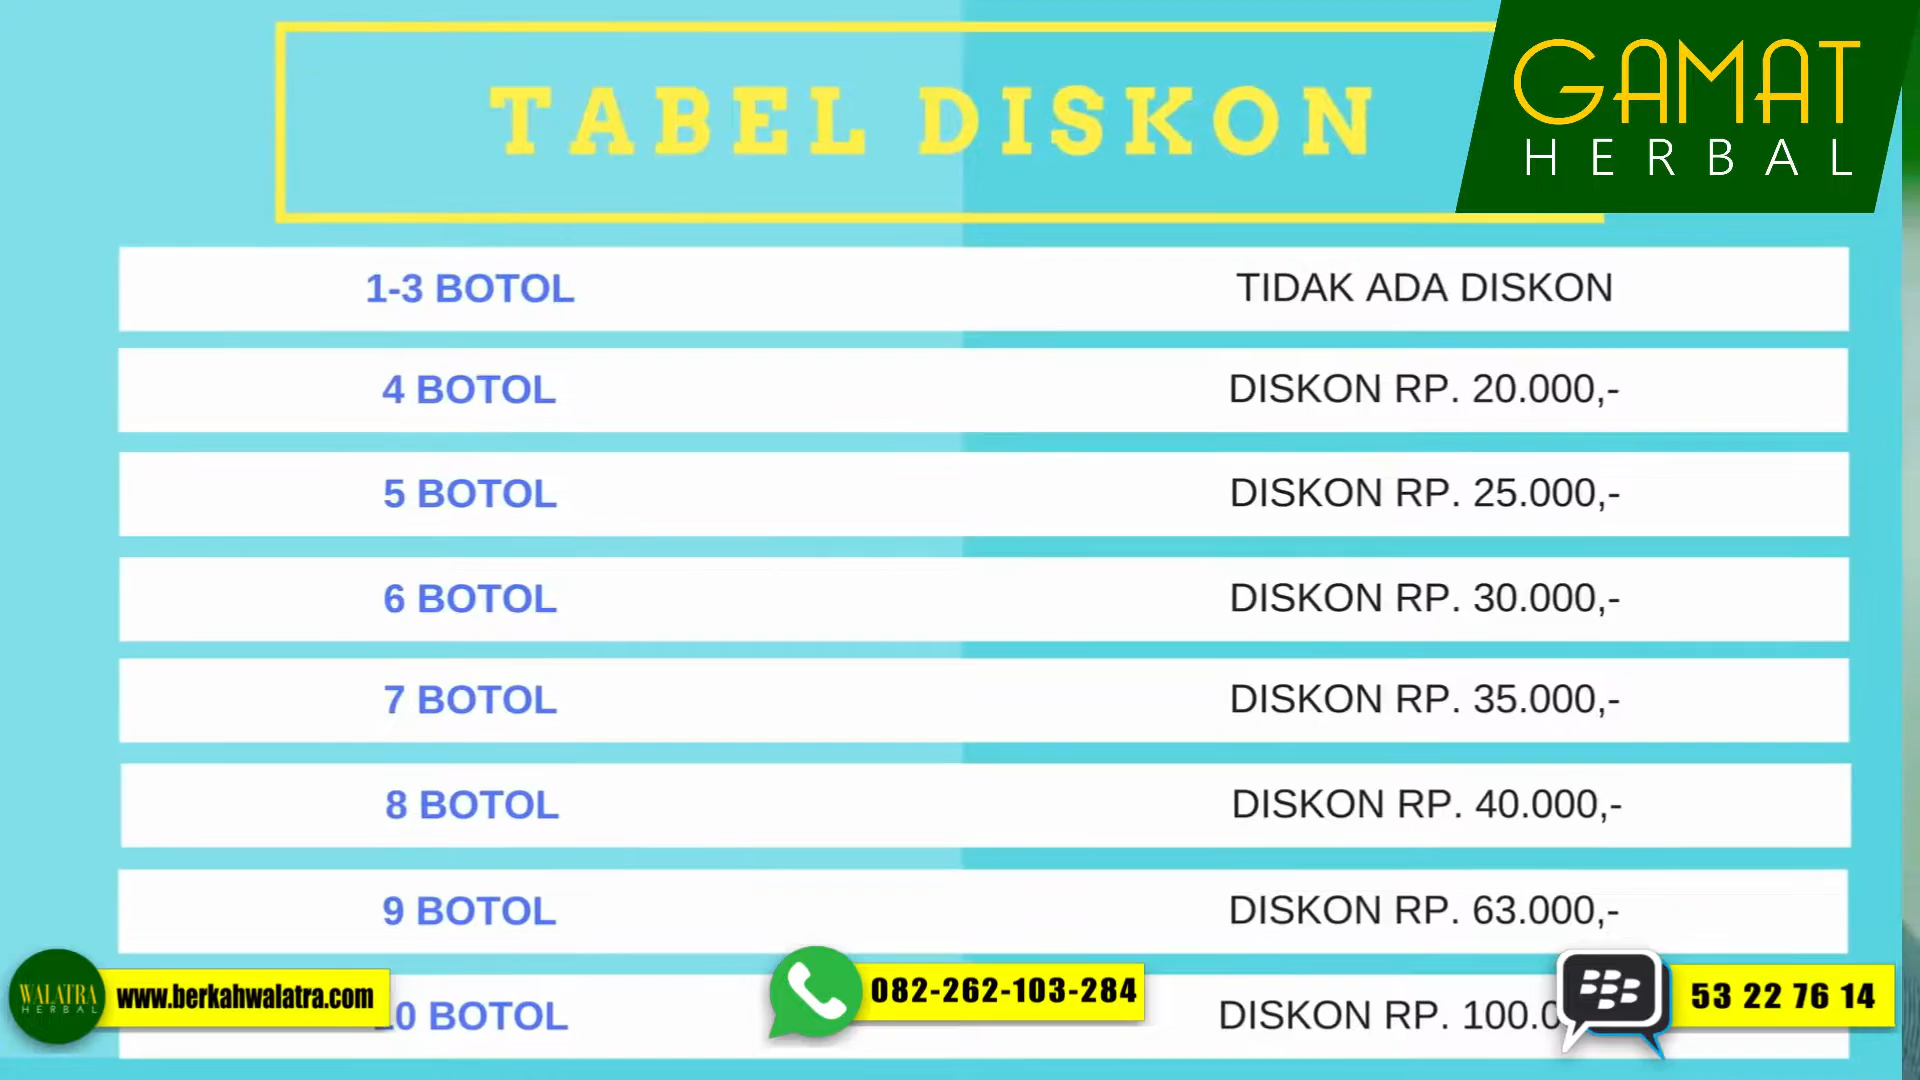 TABEL DISKON
GAMAT
HERBAL
1-3 BOTOL TIDAK ADA DISKON
4 BOTOL DISKON RP. 20.000,-
5 BOTOL DISKON RP. 25.000,-
6 BOTOL DISKON RP. 30.000,-
7 BOTOL DISKON RP. 35.000,-
8 BOTOL DISKON RP. 40.000,-
9 BOTOL DISKON RP. 63.000,-
BOTOL DISKON RP.
WALATRA
HERBAL
www.berkahwalatra.com
082-262-103-284
53 22 76 14